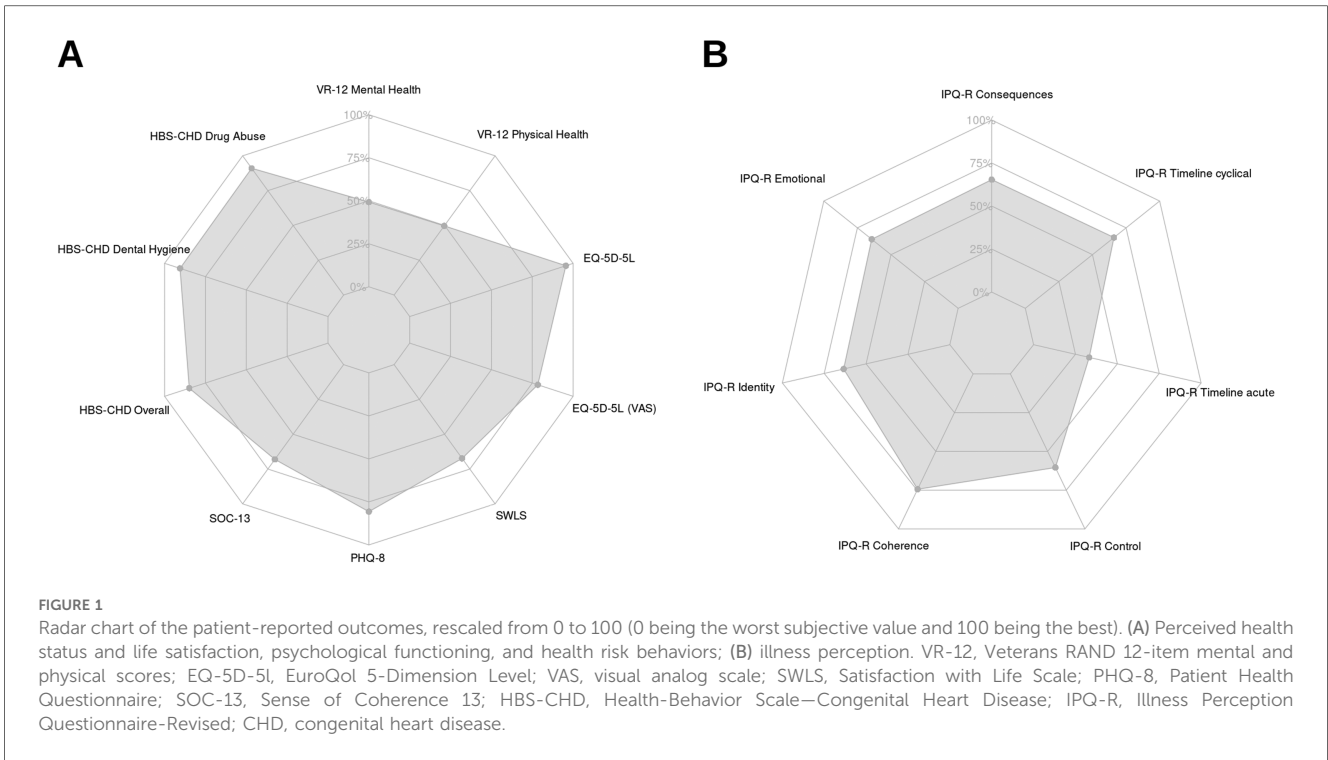 A
B
VR-12 Mental Health
IPQ-R Consequences
100%
100%
HBS-CHD Drug Abuse
VR-12 Physical Health
75%
75%
IPQ-R Emotional
IPQ-R Timeline cyclical
50%
50%
HBS-CHD Dental Hygiene
25%
25%
EQ-5D-5L
0%
0%
IPQ-R Identity
IPQ-R Timeline acute
HBS-CHD Overall
EQ-5D-5L (VAS)
SOC-13
SWLS
IPQ-R Coherence
IPQ-R Control
PHQ-8
FIGURE 1
Radar chart of the patient-reported outcomes, rescaled from 0 to 100 (0 being the worst subjective value and 100 being the best). (A) Perceived health
status and life satisfaction, psychological functioning, and health risk behaviors; (B) illness perception. VR-12, Veterans RAND 12-item mental and
physical scores; EQ-5D-5l, EuroQol 5-Dimension Level; VAS, visual analog scale; SWLS, Satisfaction with Life Scale; PHQ-8, Patient Health
Questionnaire; SOC-13, Sense of Coherence 13; HBS-CHD, Health-Behavior Scale—Congenital Heart Disease; IPQ-R, Illness Perception
Questionnaire-Revised; CHD, congenital heart disease.